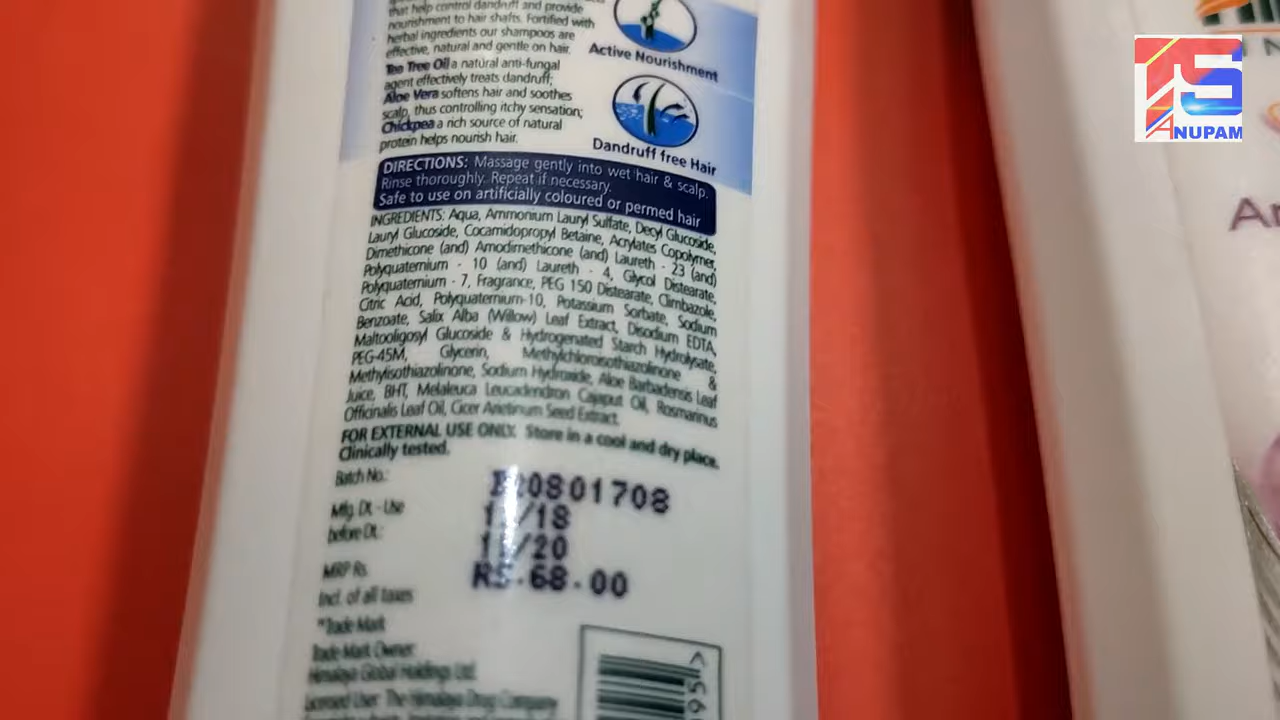 that help control dandruff and provide
nourishment to hair shafts. Fortified with
herbal ingredients our shampoos are
effective, natural and gentle on hair.
Tea Tree Oil a natural anti-fungal
agent effectively treats dandruff;
Aloe Vera softens hair and soothes
scalp, thus controlling itchy sensation;
Chickpea a rich source of natural
protein helps nourish hair.
Active Nourishment
Dandruff free Hair
DIRECTIONS: Massage gently into wet hair & scalp.
Rinse thoroughly. Repeat if necessary.
Safe to use on artificially coloured or permed hair
INGREDIENTS: Aqua, Ammonium Lauryl Sulfate, Decyl Glucoside,
Lauryl Glucoside, Cocamidopropyl Betaine, Acrylates Copolymer,
Dimethicone (and) Amodimethicone (and) Laureth - 23 (and)
Polyquaternium - 10 (and) Laureth - 4, Glycol Distearate,
Polyquaternium - 7, Fragrance, PEG 150 Distearate, Climbazole,
Citric Acid, Polyquaternium-10, Potassium Sorbate, Sodium
Benzoate, Salix Alba (Willow) Leaf Extract, Disodium EDTA,
Maltooligosyl Glucoside & Hydrogenated Starch Hydrolysate,
PEG-45M, Glycerin, Methylchloroisothiazolinone &
Methylisothiazolinone, Sodium Hydroxide, Aloe Barbadensis Leaf
Juice, BHT, Melaleuca Leucadendron Cajaput Oil, Rosmarinus
Officinalis Leaf Oil, Cicer Arietinum Seed Extract.
FOR EXTERNAL USE ONLY. Store in a cool and dry place.
Clinically tested.
Batch No.:
0801708
Mfg. Dt. - Use
before Dt.:
/18
/20
MRP Rs.
RS.68.00
Incl. of all taxes
*Trade Mark
Trade Mark Owner:
Himalaya Global Holdings Ltd.
Licensed User: The Himalaya Drug Company
ANUPAM